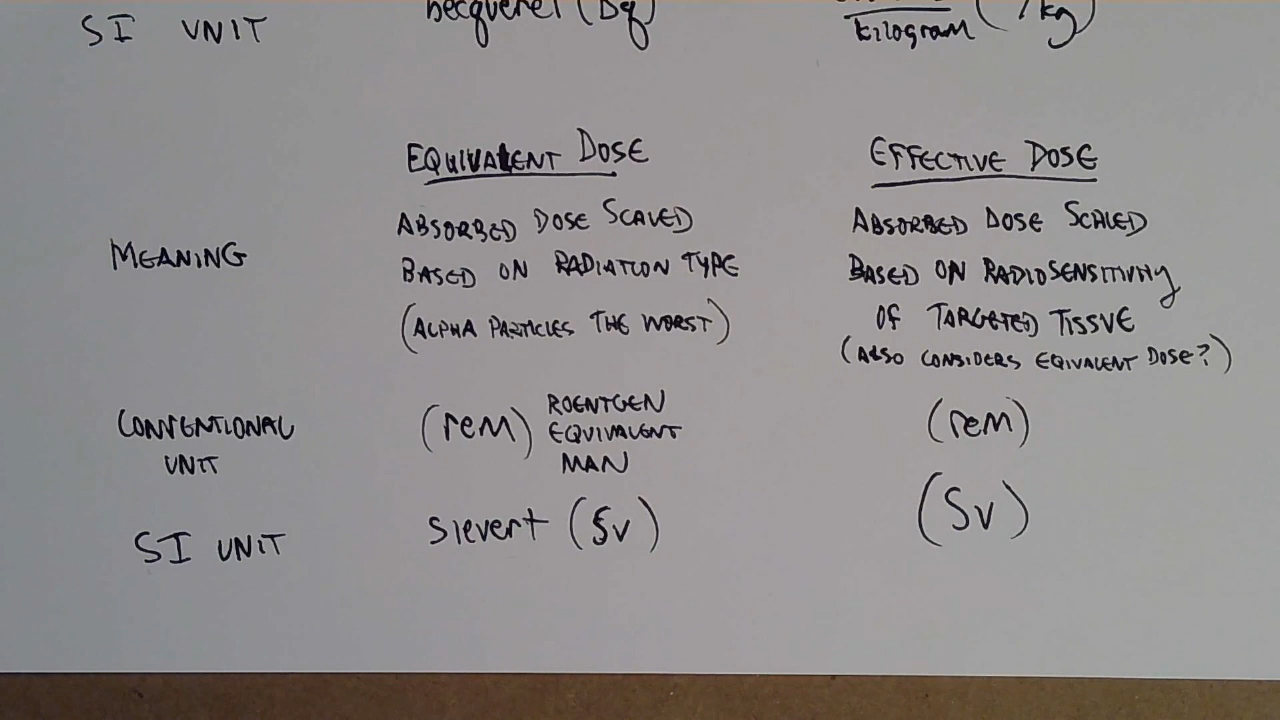 SI UNIT becquerel (Bq)
kilogram ( /kg)
EQUIVALENT DOSE EFFECTIVE DOSE
MEANING
ABSORBED DOSE SCALED
BASED ON RADIATION TYPE
(ALPHA PARTICLES THE WORST)
ABSORBED DOSE SCALED
BASED ON RADIOSENSITIVITY
OF TARGETED TISSUE
(ALSO CONSIDERS EQUIVALENT DOSE?)
CONVENTIONAL
UNIT
(rem) ROENTGEN
EQUIVALENT
MAN
(rem)
SI UNIT sievert (Sv) (Sv)